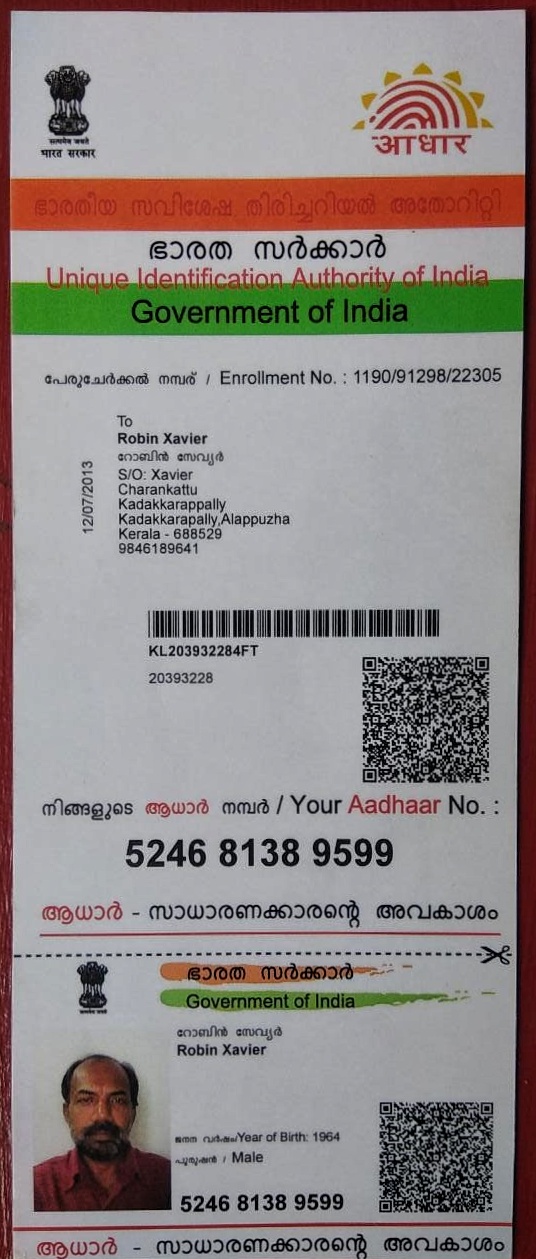 सत्यमेव जयते
भारत सरकार
आधार
ഭാരതീയ സവിശേഷ തിരിച്ചറിയൽ അതോറിറ്റി
ഭാരത സർക്കാർ
Unique Identification Authority of India
Government of India
പേരുചേർക്കൽ നമ്പര് / Enrollment No. : 1190/91298/22305
12/07/2013
To
Robin Xavier
റോബിൻ സേവ്യർ
S/O: Xavier
Charankattu
Kadakkarappally
Kadakkarapally,Alappuzha
Kerala - 688529
9846189641
KL203932284FT
20393228
നിങ്ങളുടെ ആധാർ നമ്പർ / Your Aadhaar No. :
5246 8138 9599
ആധാർ - സാധാരണക്കാരന്റെ അവകാശം
ഭാരത സർക്കാർ
Government of India
റോബിൻ സേവ്യർ
Robin Xavier
ജനന വർഷം/Year of Birth: 1964
പുരുഷൻ / Male
5246 8138 9599
ആധാർ - സാധാരണക്കാരന്റെ അവകാശം